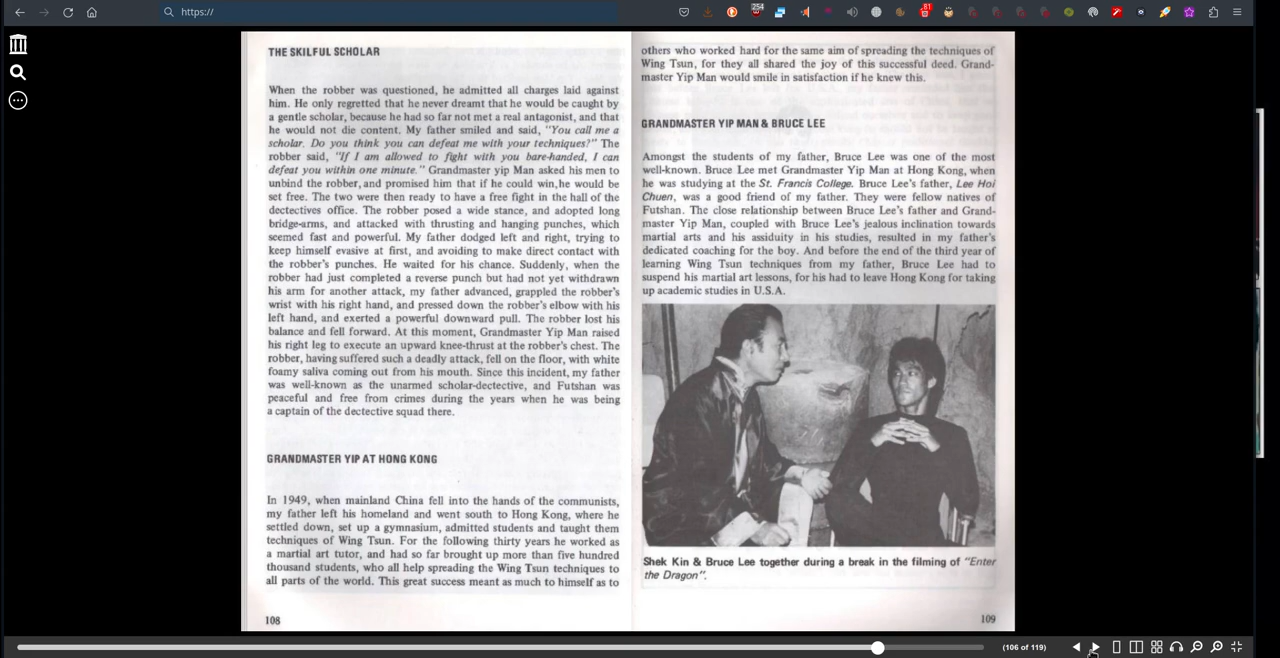 https://
254
81
THE SKILFUL SCHOLAR
When the robber was questioned, he admitted all charges laid against
him. He only regretted that he never dreamt that he would be caught by
a gentle scholar, because he had so far not met a real antagonist, and that
he would not die content. My father smiled and said, "You call me a
scholar. Do you think you can defeat me with your techniques?" The
robber said, "If I am allowed to fight with you bare-handed, I can
defeat you within one minute." Grandmaster yip Man asked his men to
unbind the robber, and promised him that if he could win, he would be
set free. The two were then ready to have a free fight in the hall of the
dectectives office. The robber posed a wide stance, and adopted long
bridge-arms, and attacked with thrusting and hanging punches, which
seemed fast and powerful. My father dodged left and right, trying to
keep himself evasive at first, and avoiding to make direct contact with
the robber's punches. He waited for his chance. Suddenly, when the
robber had just completed a reverse punch but had not yet withdrawn
his arm for another attack, my father advanced, grappled the robber's
wrist with his right hand, and pressed down the robber's elbow with his
left hand, and exerted a powerful downward pull. The robber lost his
balance and fell forward. At this moment, Grandmaster Yip Man raised
his right leg to execute an upward knee-thrust at the robber's chest. The
robber, having suffered such a deadly attack, fell on the floor, with white
foamy saliva coming out from his mouth. Since this incident, my father
was well-known as the unarmed scholar-dectective, and Futshan was
peaceful and free from crimes during the years when he was being
a captain of the dectective squad there.
GRANDMASTER YIP AT HONG KONG
In 1949, when mainland China fell into the hands of the communists,
my father left his homeland and went south to Hong Kong, where he
settled down, set up a gymnasium, admitted students and taught them
techniques of Wing Tsun. For the following thirty years he worked as
a martial art tutor, and had so far brought up more than five hundred
thousand students, who all help spreading the Wing Tsun techniques to
all parts of the world. This great success meant as much to himself as to
108
others who worked hard for the same aim of spreading the techniques of
Wing Tsun, for they all shared the joy of this successful deed. Grand-
master Yip Man would smile in satisfaction if he knew this.
GRANDMASTER YIP MAN & BRUCE LEE
Amongst the students of my father, Bruce Lee was one of the most
well-known. Bruce Lee met Grandmaster Yip Man at Hong Kong, when
he was studying at the St. Francis College. Bruce Lee's father, Lee Hoi
Chuen, was a good friend of my father. They were fellow natives of
Futshan. The close relationship between Bruce Lee's father and Grand-
master Yip Man, coupled with Bruce Lee's jealous inclination towards
martial arts and his assiduity in his studies, resulted in my father's
dedicated coaching for the boy. And before the end of the third year of
learning Wing Tsun techniques from my father, Bruce Lee had to
suspend his martial art lessons, for his had to leave Hong Kong for taking
up academic studies in U.S.A.
Shek Kin & Bruce Lee together during a break in the filming of "Enter
the Dragon".
109
(106 of 119)